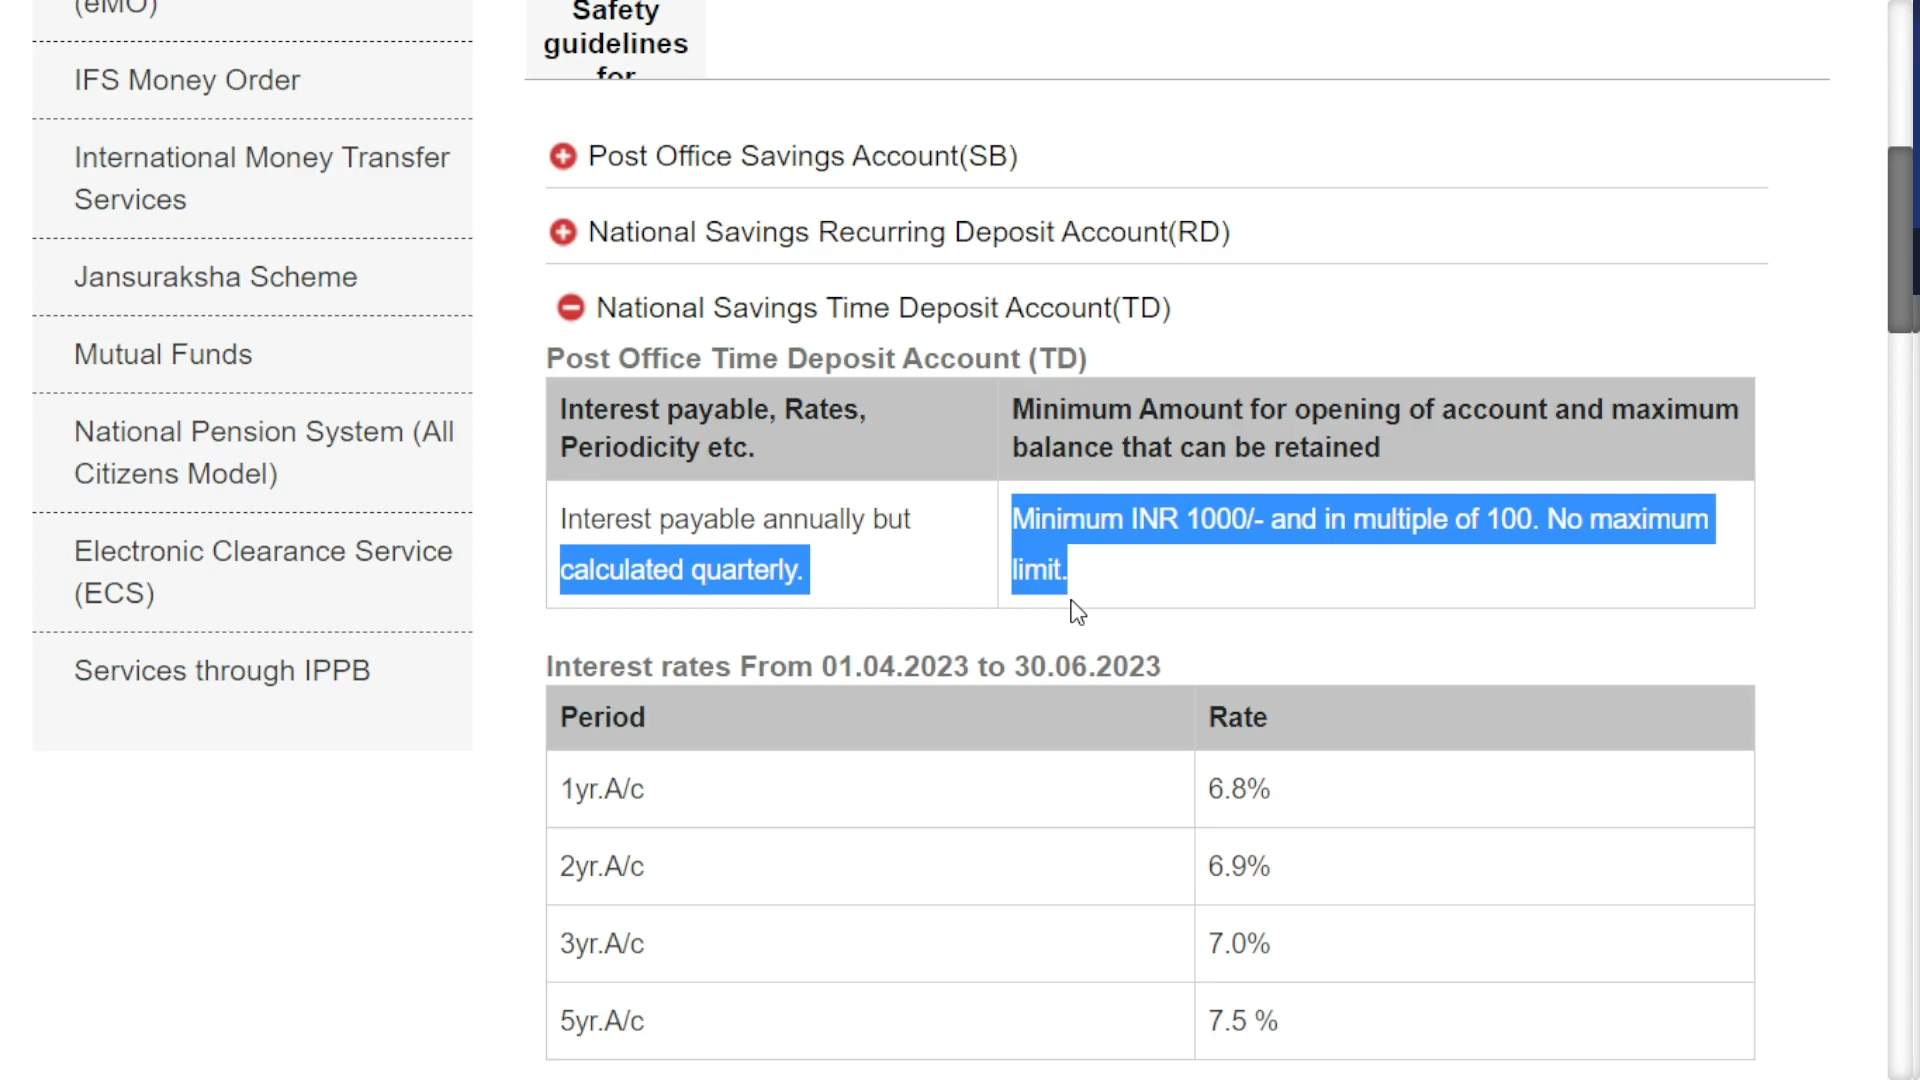 (eMO)
IFS Money Order
International Money Transfer
Services
Jansuraksha Scheme
Mutual Funds
National Pension System (All
Citizens Model)
Electronic Clearance Service
(ECS)
Services through IPPB
Safety
guidelines
for
Post Office Savings Account(SB)
National Savings Recurring Deposit Account(RD)
National Savings Time Deposit Account(TD)
Post Office Time Deposit Account (TD)
Interest payable, Rates,
Periodicity etc.
Minimum Amount for opening of account and maximum
balance that can be retained
Interest payable annually but
calculated quarterly.
Minimum INR 1000/- and in multiple of 100. No maximum
limit.
Interest rates From 01.04.2023 to 30.06.2023
Period Rate
1yr.A/c 6.8%
2yr.A/c 6.9%
3yr.A/c 7.0%
5yr.A/c 7.5 %